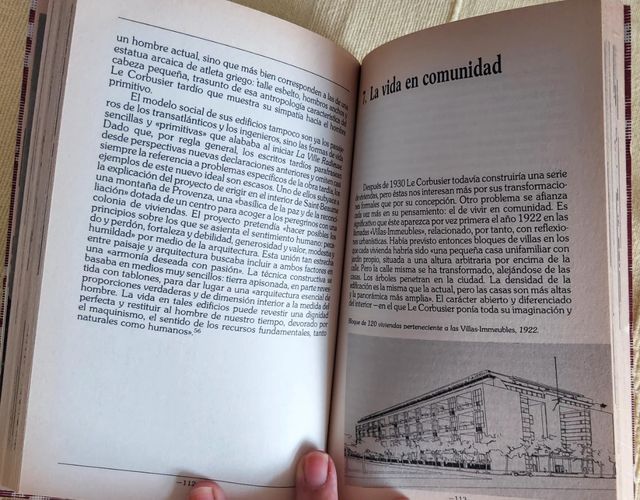 un hombre actual, sino que más bien corresponden a las de una
estatua arcaica de atleta griego: talle esbelto, hombros anchos y
cabeza pequeña, trasunto de esa antropología característica del
Le Corbusier tardío que muestra su simpatía hacia el hombre
primitivo.
El modelo social de sus edificios tampoco son ya los pasaje-
ros de los transatlánticos y los ingenieros, sino las formas de vida
sencillas y «primitivas» que alababa al iniciar La Ville Radieuse.
Dado que, por regla general, los escritos tardíos parafrasean
desde perspectivas nuevas declaraciones anteriores y omiten casi
siempre la referencia a problemas específicos de la obra tardía, los
ejemplos de este nuevo ideal son escasos. Uno de ellos subyace a
la explicación del proyecto de erigir en el interior de Saint Beaume,
una montaña de Provenza, una «basílica de la paz y de la reconci-
liación» dotada de un centro para acoger a los peregrinos con una
colonia de viviendas. El proyecto pretendía «hacer posibles los
principios sobre los que se asienta el sentimiento humano: peca-
do y perdón, fortaleza y debilidad, generosidad y valor, modestia y
humildad» por medio de la arquitectura. Esta unión tan estrecha
entre paisaje y arquitectura buscaba incluir a ambos factores en
una «armonía deseada con pasión». La técnica constructiva se
basaba en medios muy sencillos: tierra apisonada, en parte reves-
tida con tablones, para dar lugar a una «arquitectura esencial de
proporciones verdaderas y de dimensión interior a la medida del
hombre. La vida en tales edificios puede revestir una dignidad
perfecta y restituir al hombre de nuestro tiempo, devorado por
el maquinismo, el sentido de los recursos fundamentales, tanto
naturales como humanos».56
—112
7. La vida en comunidad
Después de 1930 Le Corbusier todavía construiría una serie
de viviendas, pero éstas nos interesan más por sus transformacio-
nes que por su concepción. Otro problema se afianza
cada vez más en su pensamiento: el de vivir en comunidad. Es
significativo que éste aparezca por vez primera el año 1922 en las
llamadas «Villas-Immeubles», relacionado, por tanto, con reflexio-
nes urbanísticas. Había previsto entonces bloques de villas en los
que cada vivienda habría sido «una pequeña casa unifamiliar con
jardín propio, situada a una altura arbitraria por encima de la
calle. Pero la calle misma se ha transformado, alejándose de las
casas. Los árboles penetran en la ciudad. La densidad de la
edificación es la misma que la actual, pero las casas son más altas
y la panorámica más amplia». El carácter abierto y diferenciado
del interior —en el que Le Corbusier ponía toda su imaginación y
Bloque de 120 viviendas perteneciente a las Villas-Immeubles, 1922.
—113